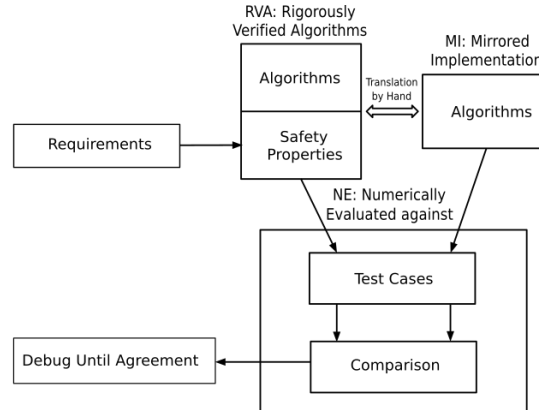 RVA: Rigorously
Verified Algorithms
MI: Mirrored
Implementation
Algorithms
Translation
by Hand
Algorithms
Requirements
Safety
Properties
NE: Numerically
Evaluated against
Test Cases
Debug Until Agreement
Comparison